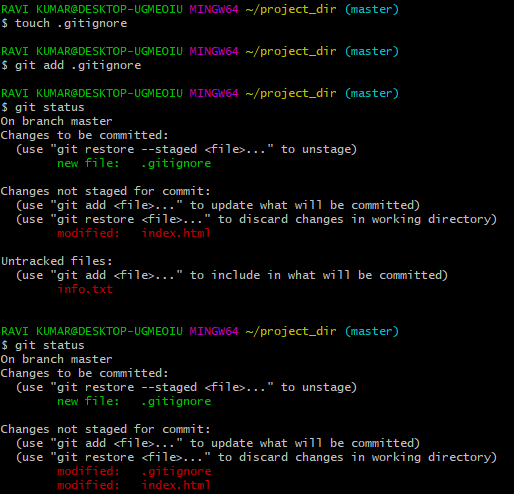 RAVI KUMAR@DESKTOP-UGMEOIU MINGW64 ~/project_dir (master)
$ touch .gitignore
RAVI KUMAR@DESKTOP-UGMEOIU MINGW64 ~/project_dir (master)
$ git add .gitignore
RAVI KUMAR@DESKTOP-UGMEOIU MINGW64 ~/project_dir (master)
$ git status
On branch master
Changes to be committed:
  (use "git restore --staged <file>..." to unstage)
        new file:   .gitignore
Changes not staged for commit:
  (use "git add <file>..." to update what will be committed)
  (use "git restore <file>..." to discard changes in working directory)
        modified:   index.html
Untracked files:
  (use "git add <file>..." to include in what will be committed)
        info.txt
RAVI KUMAR@DESKTOP-UGMEOIU MINGW64 ~/project_dir (master)
$ git status
On branch master
Changes to be committed:
  (use "git restore --staged <file>..." to unstage)
        new file:   .gitignore
Changes not staged for commit:
  (use "git add <file>..." to update what will be committed)
  (use "git restore <file>..." to discard changes in working directory)
        modified:   .gitignore
        modified:   index.html